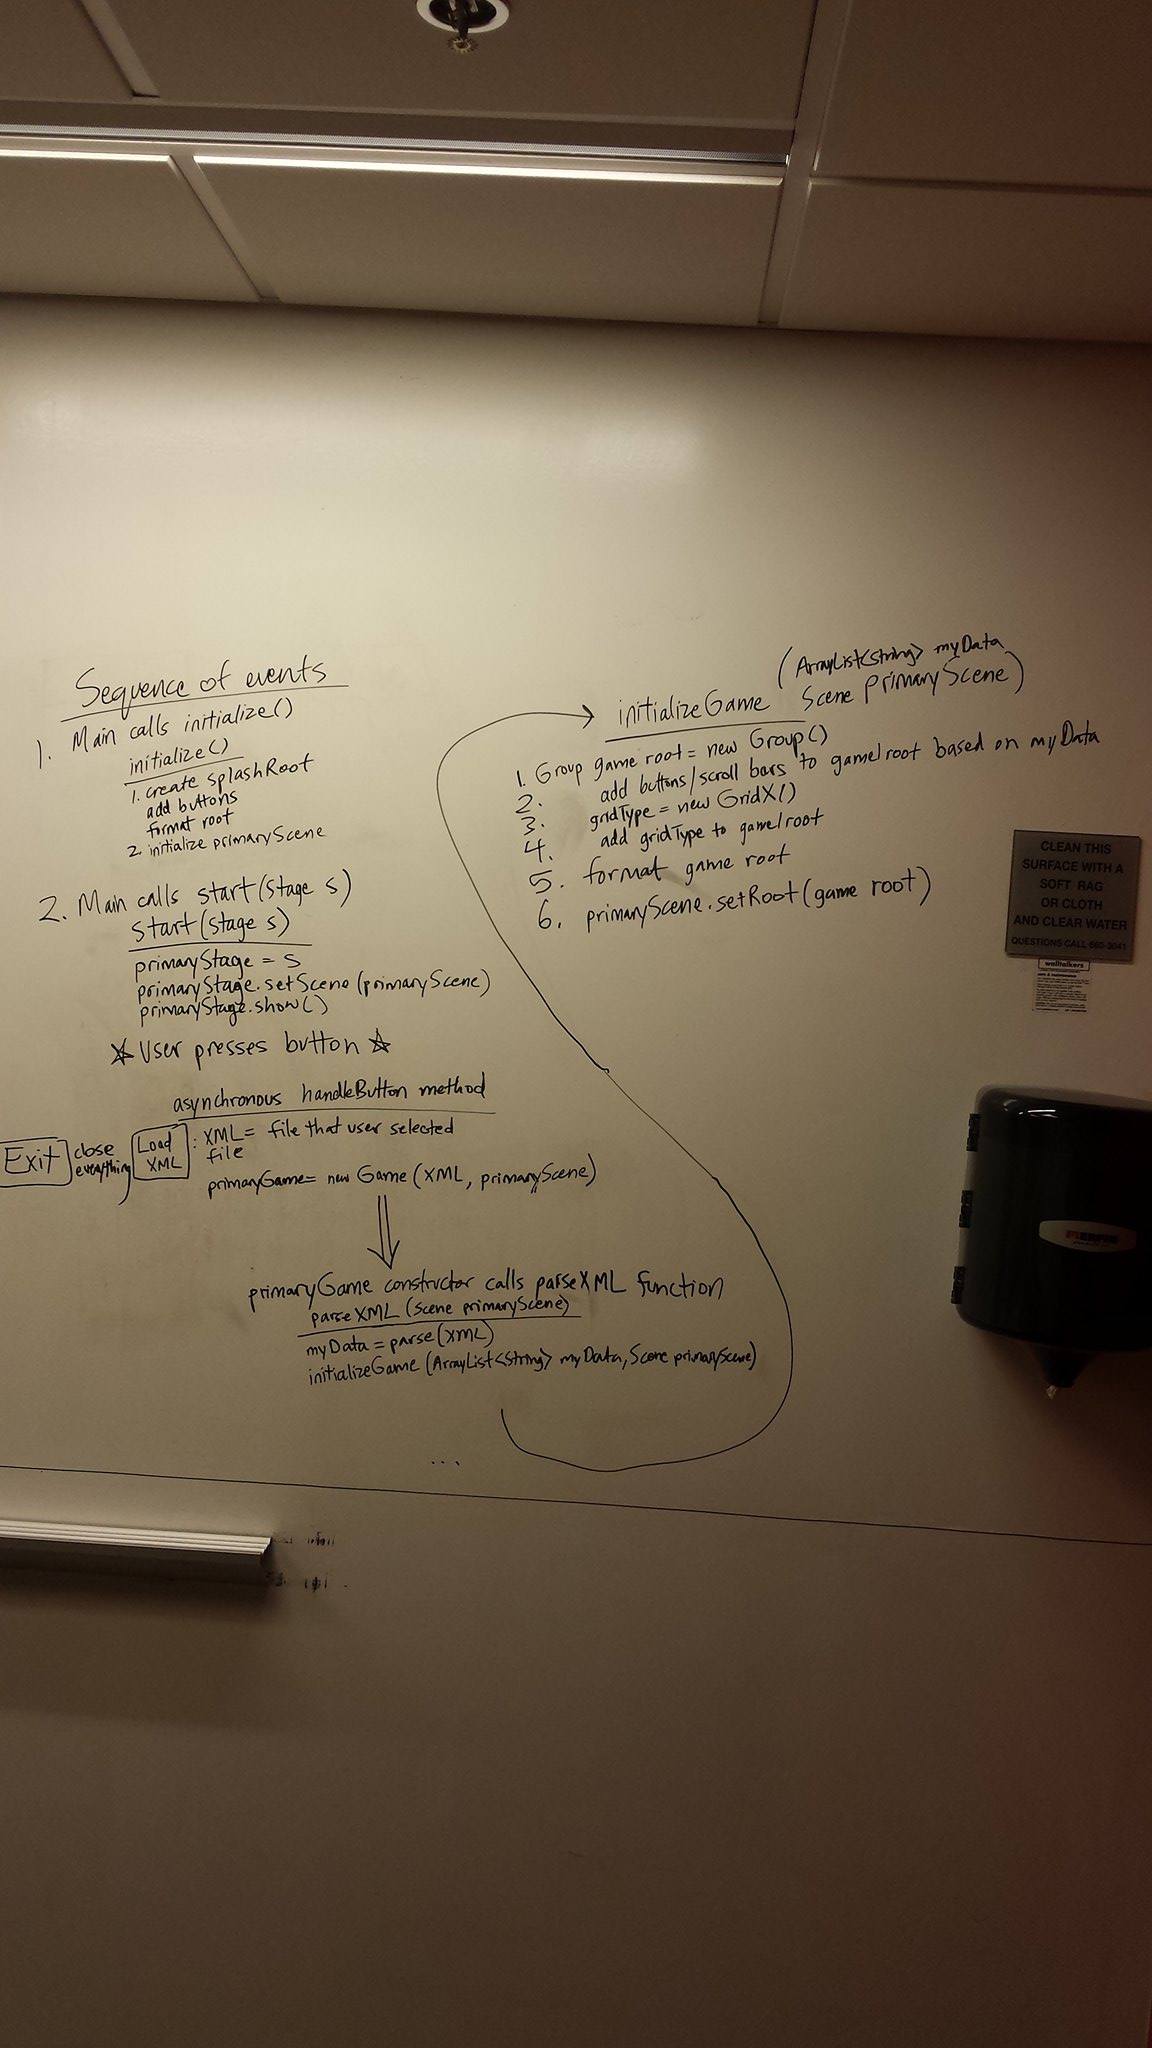 Sequence of events
1. Main calls initialize()
initialize()
1. create splashRoot
add buttons
format root
2. initialize primaryScene
2. Main calls start(stage s)
start(stage s)
primaryStage = s
primaryStage.setScene(primaryScene)
primaryStage.show()
☆ User presses button ☆
asynchronous handleButton method
Exit close everything
Load XML : XML = file that user selected
file
primaryGame = new Game(XML, primaryScene)
primaryGame constructor calls parseXML function
parseXML(scene primaryScene)
myData = parse(XML)
initializeGame(ArrayList<String> myData, Scene primaryScene)
...
initializeGame (ArrayList<string> myData
Scene primaryScene)
1. Group game root = new Group()
2. add buttons/scroll bars to game/root based on myData
3. gridType = new GridX()
4. add gridType to game/root
5. format game root
6. primaryScene.setRoot(game root)
CLEAN THIS
SURFACE WITH A
SOFT RAG
OR CLOTH
AND CLEAR WATER
QUESTIONS CALL 660-3041
walltalkers